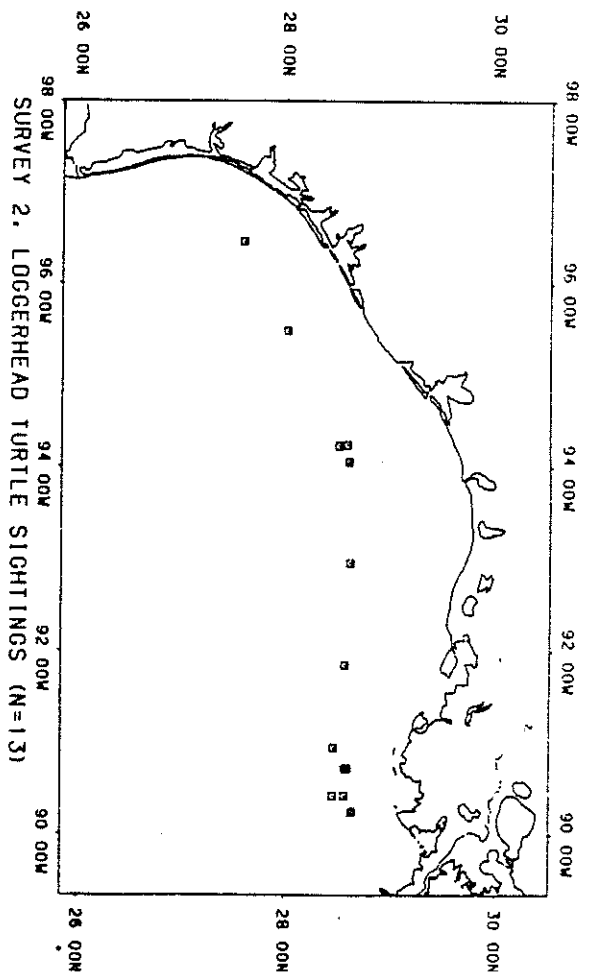 98 00W 96 00W 94 00W 92 00W 90 00W
30 00N 30 00N
28 00N 28 00N
26 00N 26 00N
98 00W 96 00W 94 00W 92 00W 90 00W
SURVEY 2. LOGGERHEAD TURTLE SIGHTINGS (N=13)